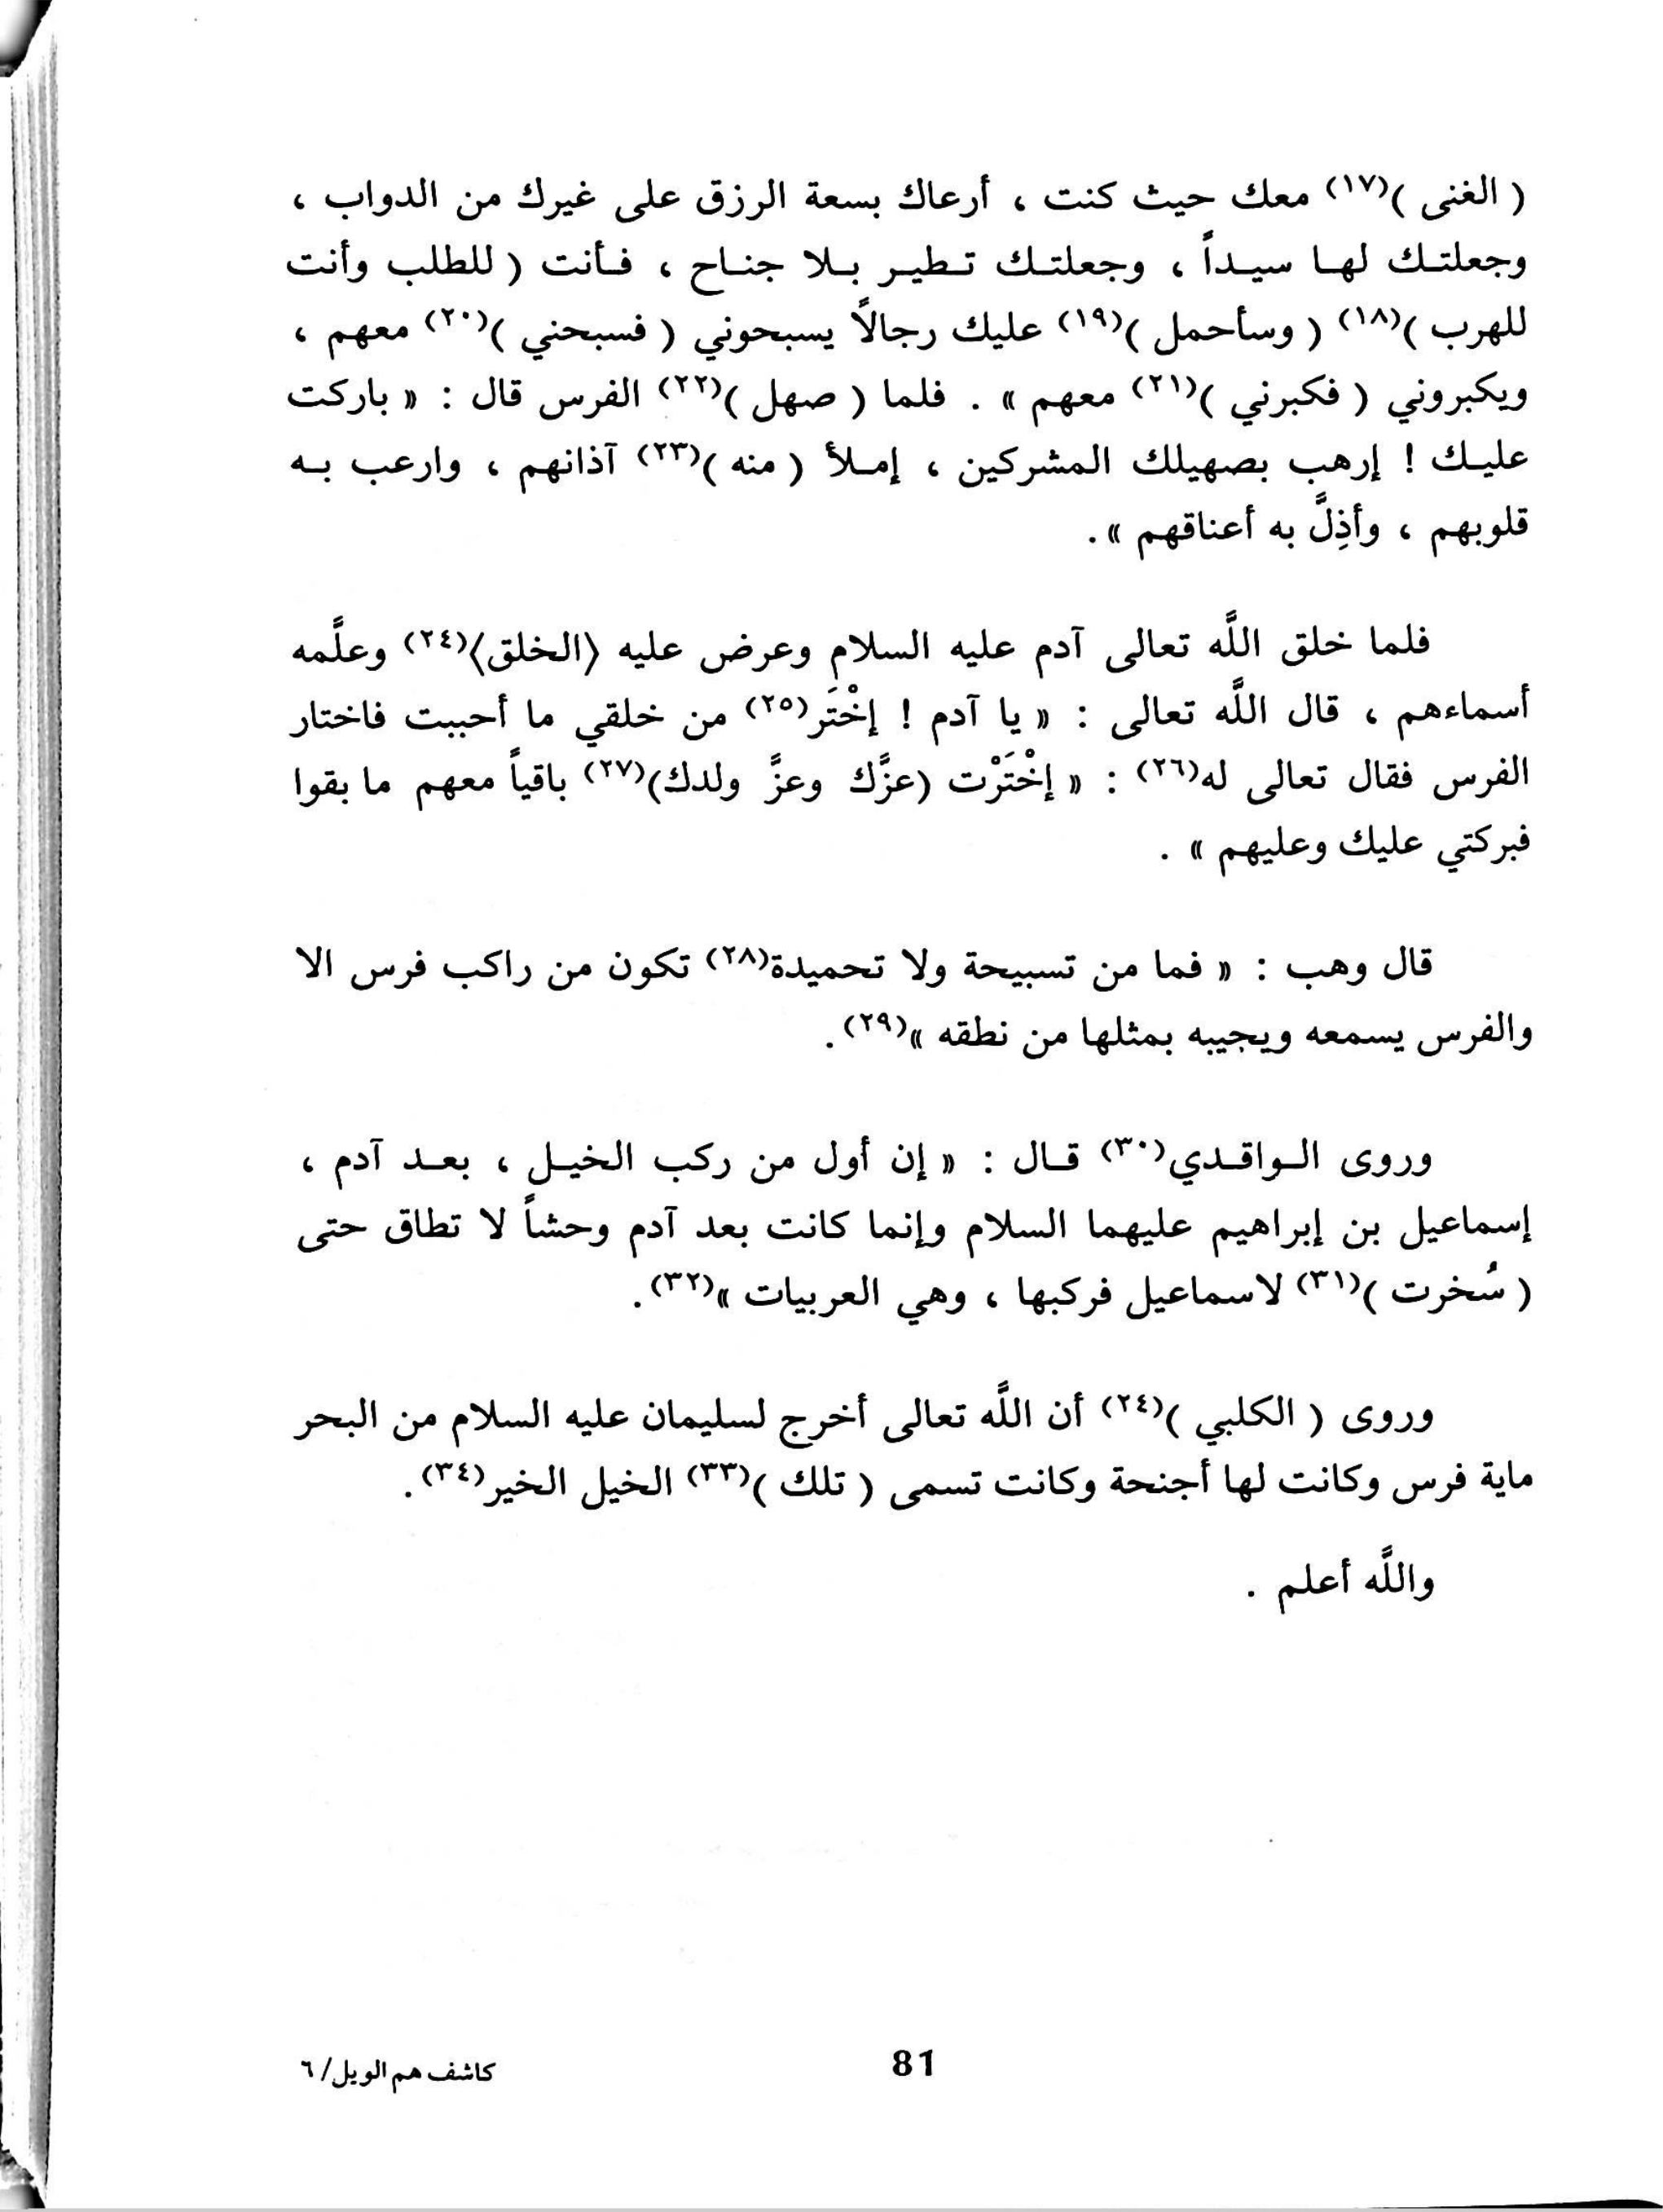 ( الغنى )(١٧) معك حيث كنت ، أرعاك بسعة الرزق على غيرك من الدواب ،
وجعلتك لها سيداً ، وجعلتك تطير بلا جناح ، فأنت ( للطلب وأنت
للهرب )(١٨) ( وسأحمل )(١٩) عليك رجالاً يسبحوني ( فسبحني )(٢٠) معهم ،
ويكبروني ( فكبرني )(٢١) معهم » . فلما ( صهل )(٢٢) الفرس قال : « باركت
عليك ! إرهب بصهيلك المشركين ، إملأ ( منه )(٢٣) آذانهم ، وارعب به
قلوبهم ، وأذِلَّ به أعناقهم » .
فلما خلق اللَّه تعالى آدم عليه السلام وعرض عليه ⟨الخلق⟩(٢٤) وعلَّمه
أسماءهم ، قال اللَّه تعالى : « يا آدم ! إخْتَر(٢٥) من خلقي ما أحببت فاختار
الفرس فقال تعالى له(٢٦) : « إخْتَرْت (عزَّك وعزَّ ولدك)(٢٧) باقياً معهم ما بقوا
فبركتي عليك وعليهم » .
قال وهب : « فما من تسبيحة ولا تحميدة(٢٨) تكون من راكب فرس الا
والفرس يسمعه ويجيبه بمثلها من نطقه »(٢٩) .
وروى الواقدي(٣٠) قال : « إن أول من ركب الخيل ، بعد آدم ،
إسماعيل بن إبراهيم عليهما السلام وإنما كانت بعد آدم وحشاً لا تطاق حتى
( سُخرت )(٣١) لاسماعيل فركبها ، وهي العربيات »(٣٢) .
وروى ( الكلبي )(٢٤) أن اللَّه تعالى أخرج لسليمان عليه السلام من البحر
ماية فرس وكانت لها أجنحة وكانت تسمى ( تلك )(٣٣) الخيل الخير(٣٤) .
واللَّه أعلم .
81
كاشف هم الويل/٦